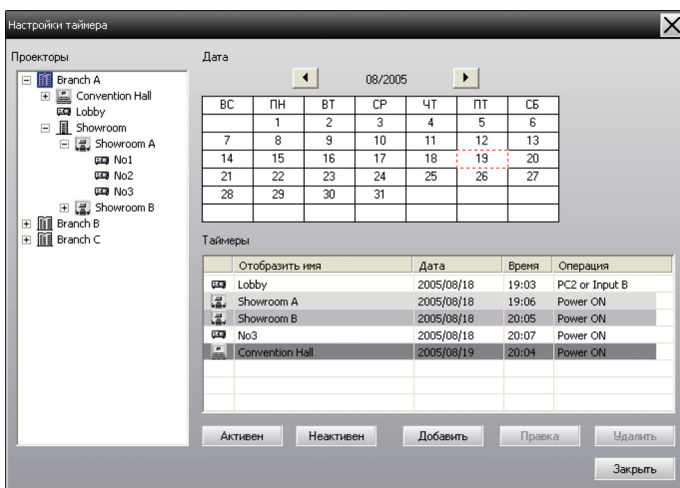 Настройки таймера
Проекторы
Branch A
Convention Hall
Lobby
Showroom
Showroom A
No1
No2
No3
Showroom B
Branch B
Branch C
Дата
08/2005
ВС ПН ВТ СР ЧТ ПТ СБ
1 2 3 4 5 6
7 8 9 10 11 12 13
14 15 16 17 18 19 20
21 22 23 24 25 26 27
28 29 30 31
Таймеры
Отобразить имя Дата Время Операция
Lobby 2005/08/18 19:03 PC2 or Input B
Showroom A 2005/08/18 19:06 Power ON
Showroom B 2005/08/18 20:05 Power ON
No3 2005/08/18 20:07 Power ON
Convention Hall 2005/08/19 20:04 Power ON
Активен Неактивен Добавить Правка Удалить
Закрыть